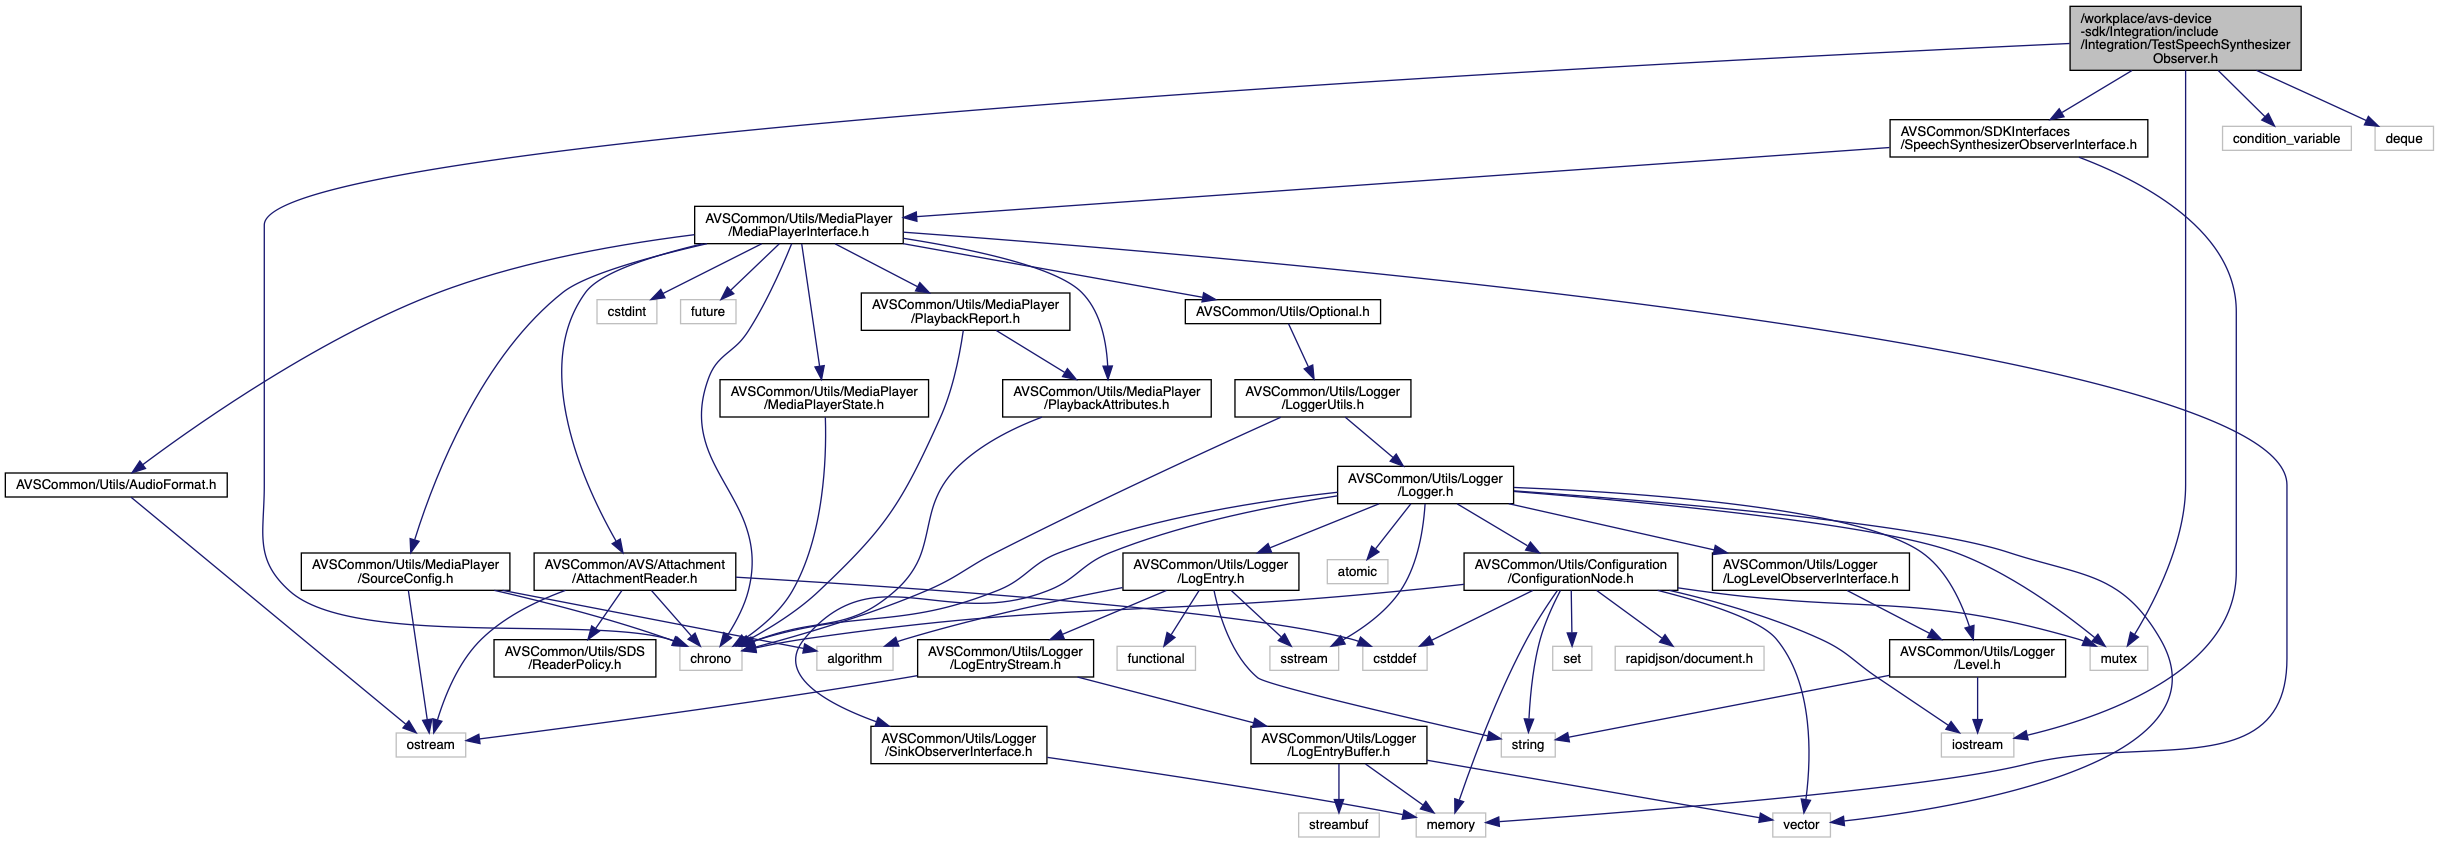 /workplace/avs-device
-sdk/Integration/include
/Integration/TestSpeechSynthesizer
Observer.h
AVSCommon/SDKInterfaces
/SpeechSynthesizerObserverInterface.h
condition_variable
deque
AVSCommon/Utils/MediaPlayer
/MediaPlayerInterface.h
cstdint
future
AVSCommon/Utils/MediaPlayer
/PlaybackReport.h
AVSCommon/Utils/Optional.h
AVSCommon/Utils/MediaPlayer
/MediaPlayerState.h
AVSCommon/Utils/MediaPlayer
/PlaybackAttributes.h
AVSCommon/Utils/Logger
/LoggerUtils.h
AVSCommon/Utils/AudioFormat.h
AVSCommon/Utils/Logger
/Logger.h
AVSCommon/Utils/MediaPlayer
/SourceConfig.h
AVSCommon/AVS/Attachment
/AttachmentReader.h
AVSCommon/Utils/Logger
/LogEntry.h
atomic
AVSCommon/Utils/Configuration
/ConfigurationNode.h
AVSCommon/Utils/Logger
/LogLevelObserverInterface.h
AVSCommon/Utils/SDS
/ReaderPolicy.h
chrono
algorithm
AVSCommon/Utils/Logger
/LogEntryStream.h
functional
sstream
cstddef
set
rapidjson/document.h
AVSCommon/Utils/Logger
/Level.h
mutex
ostream
AVSCommon/Utils/Logger
/SinkObserverInterface.h
AVSCommon/Utils/Logger
/LogEntryBuffer.h
string
iostream
streambuf
memory
vector